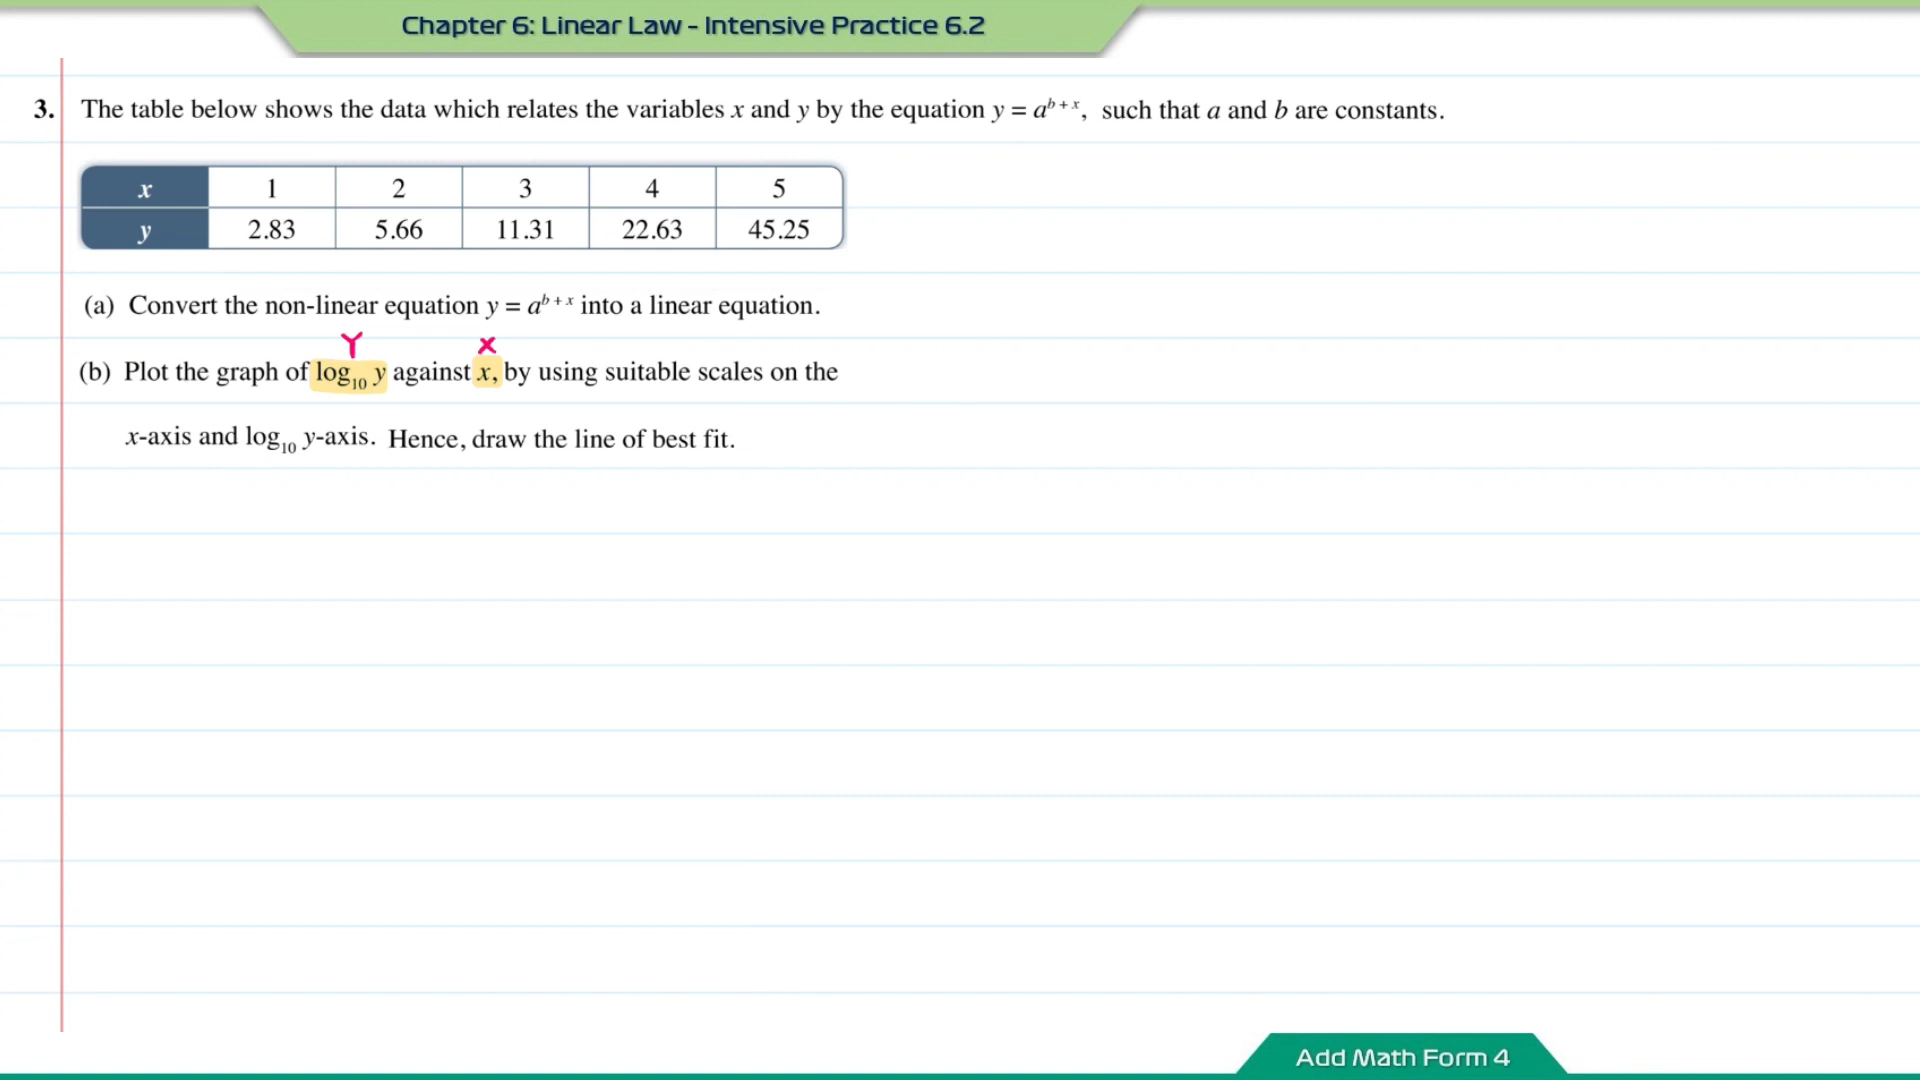 Chapter 6: Linear Law - Intensive Practice 6.2
3. The table below shows the data which relates the variables x and y by the equation y = a^(b + x), such that a and b are constants.
x 1 2 3 4 5
y 2.83 5.66 11.31 22.63 45.25
(a) Convert the non-linear equation y = a^(b + x) into a linear equation.
Y X
(b) Plot the graph of log₁₀ y against x, by using suitable scales on the
x-axis and log₁₀ y-axis. Hence, draw the line of best fit.
Add Math Form 4